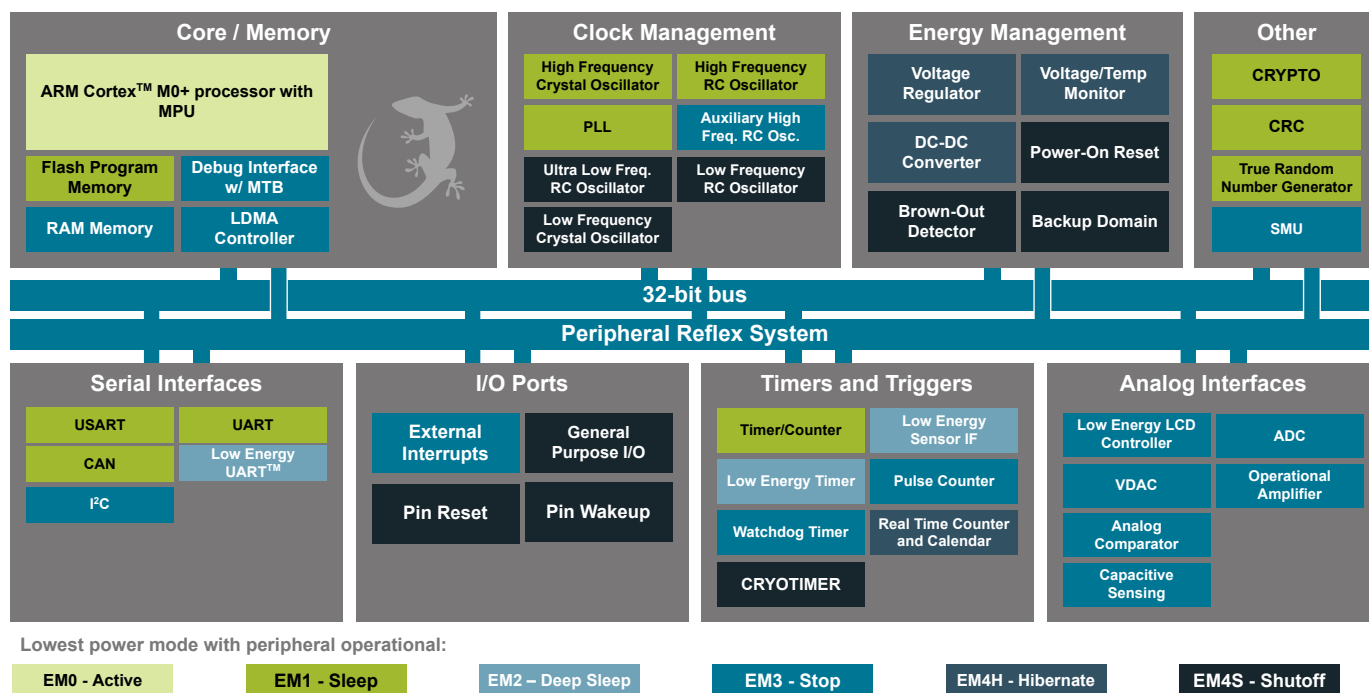 Core / Memory
ARM Cortex™ M0+ processor with
MPU
Flash Program
Memory
Debug Interface
w/ MTB
RAM Memory
LDMA
Controller
Clock Management
High Frequency
Crystal Oscillator
High Frequency
RC Oscillator
PLL
Auxiliary High
Freq. RC Osc.
Ultra Low Freq.
RC Oscillator
Low Frequency
RC Oscillator
Low Frequency
Crystal Oscillator
Energy Management
Voltage
Regulator
Voltage/Temp
Monitor
DC-DC
Converter
Power-On Reset
Brown-Out
Detector
Backup Domain
Other
CRYPTO
CRC
True Random
Number Generator
SMU
32-bit bus
Peripheral Reflex System
Serial Interfaces
USART
UART
CAN
Low Energy
UART™
I²C
I/O Ports
External
Interrupts
General
Purpose I/O
Pin Reset
Pin Wakeup
Timers and Triggers
Timer/Counter
Low Energy
Sensor IF
Low Energy Timer
Pulse Counter
Watchdog Timer
Real Time Counter
and Calendar
CRYOTIMER
Analog Interfaces
Low Energy LCD
Controller
ADC
VDAC
Operational
Amplifier
Analog
Comparator
Capacitive
Sensing
Lowest power mode with peripheral operational:
EM0 - Active
EM1 - Sleep
EM2 – Deep Sleep
EM3 - Stop
EM4H - Hibernate
EM4S - Shutoff